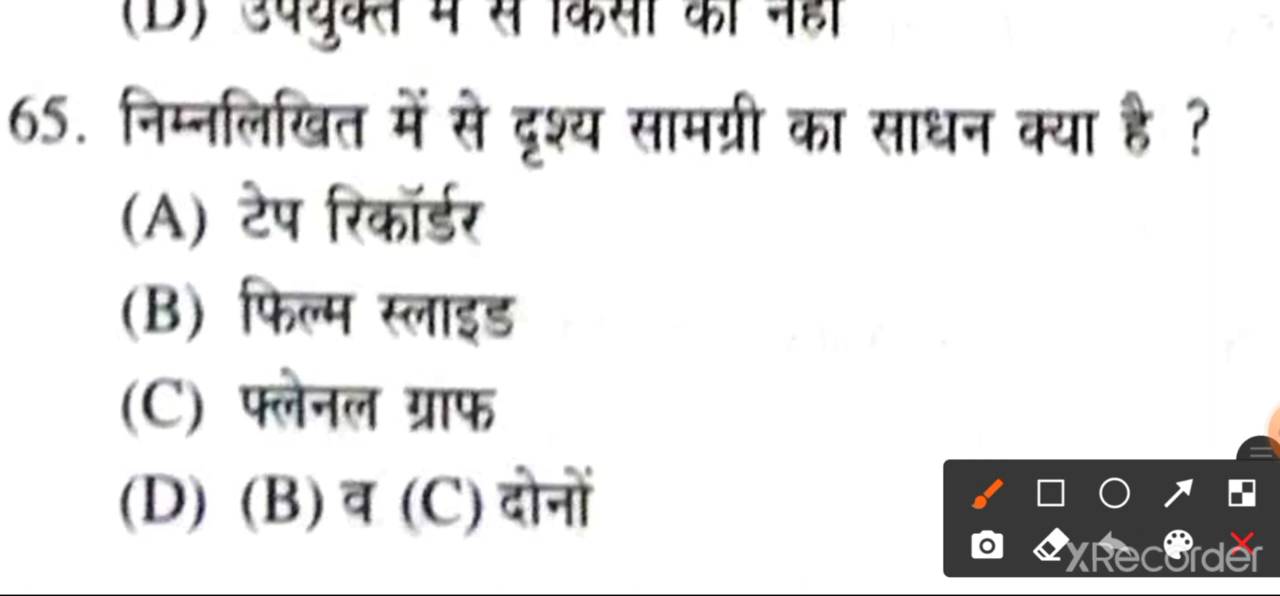 (D) उपर्युक्त में से किसी का नहीं
65. निम्नलिखित में से दृश्य सामग्री का साधन क्या है ?
(A) टेप रिकॉर्डर
(B) फिल्म स्लाइड
(C) फ्लेनल ग्राफ
(D) (B) व (C) दोनों
XRecorder